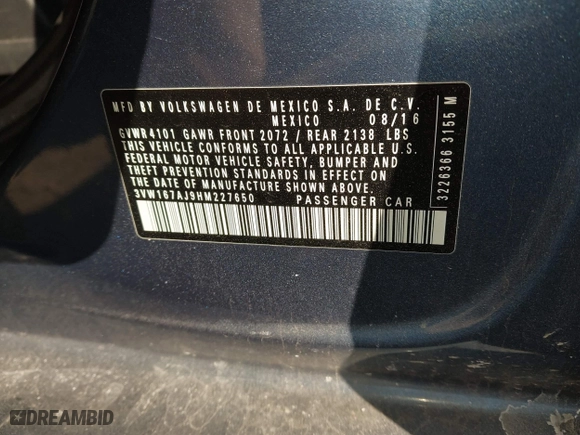 MFD BY VOLKSWAGEN DE MEXICO S.A. DE C.V.
MEXICO 08/16
GVWR4101 GAWR FRONT 2072 / REAR 2138 LBS
THIS VEHICLE CONFORMS TO ALL APPLICABLE U.S.
FEDERAL MOTOR VEHICLE SAFETY, BUMPER AND
THEFT PREVENTION STANDARDS IN EFFECT ON
THE DATE OF MANUFACTURE SHOWN ABOVE.
3VW167AJ9HM227650 PASSENGER CAR
3226366 3155 M
DREAMBID